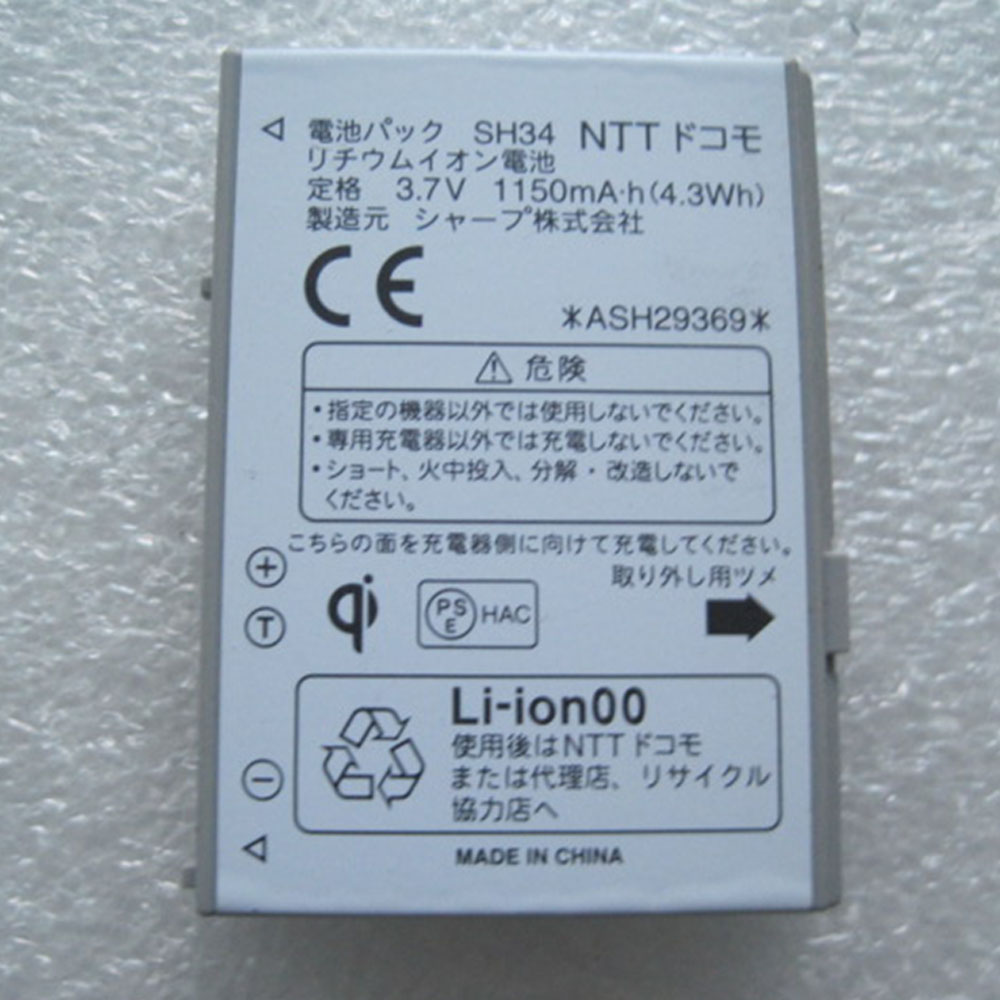 電池パック SH34 NTT ドコモ
リチウムイオン電池
定格 3.7V 1150mA·h(4.3Wh)
製造元 シャープ株式会社
CE
*ASH29369*
危険
・指定の機器以外では使用しないでください。
・専用充電器以外では充電しないでください。
・ショート、火中投入、分解・改造しないで
ください。
こちらの面を充電器側に向けて充電してください。
取り外し用ツメ
+
qi
PSE HAC
T
Li-ion00
使用後はNTT ドコモ
または代理店、リサイクル
協力店へ
−
MADE IN CHINA